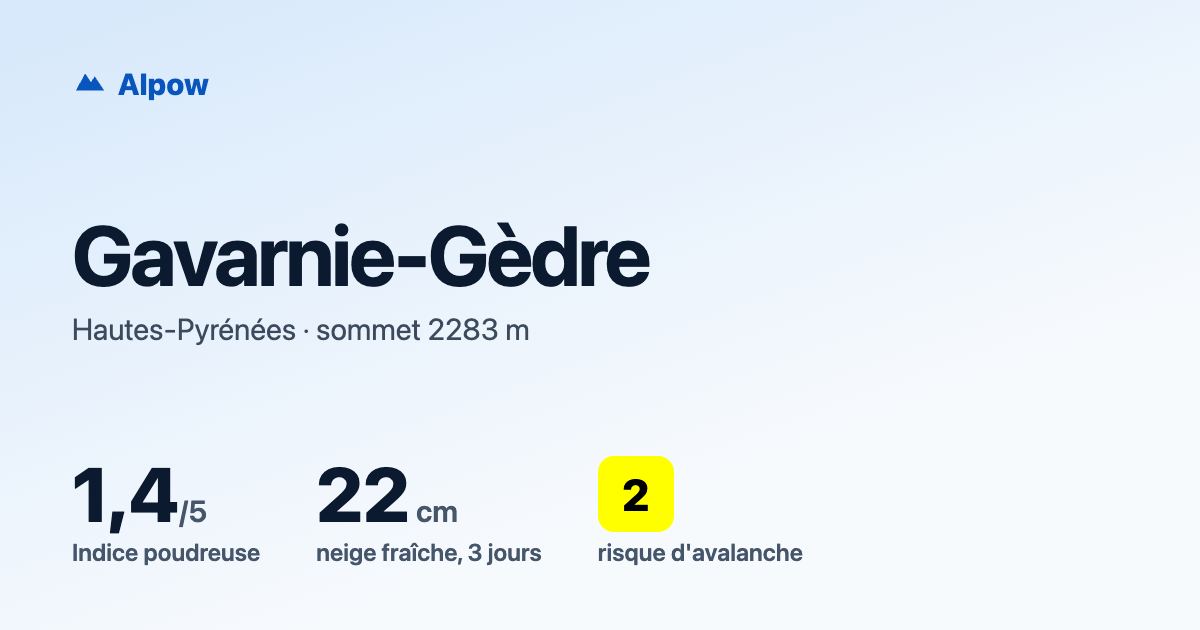 Alpow
Gavarnie-Gèdre
Hautes-Pyrénées · sommet 2283 m
1,4/5
Indice poudreuse
22 cm
neige fraîche, 3 jours
2
risque d'avalanche